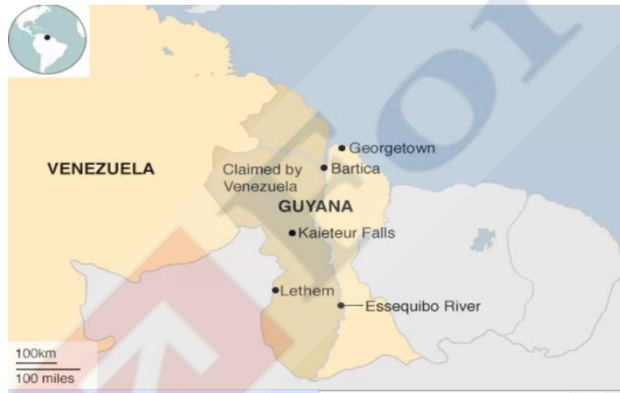 Georgetown
VENEZUELA
Claimed by
Venezuela
Bartica
GUYANA
Kaieteur Falls
Lethem
Essequibo River
100km
100 miles